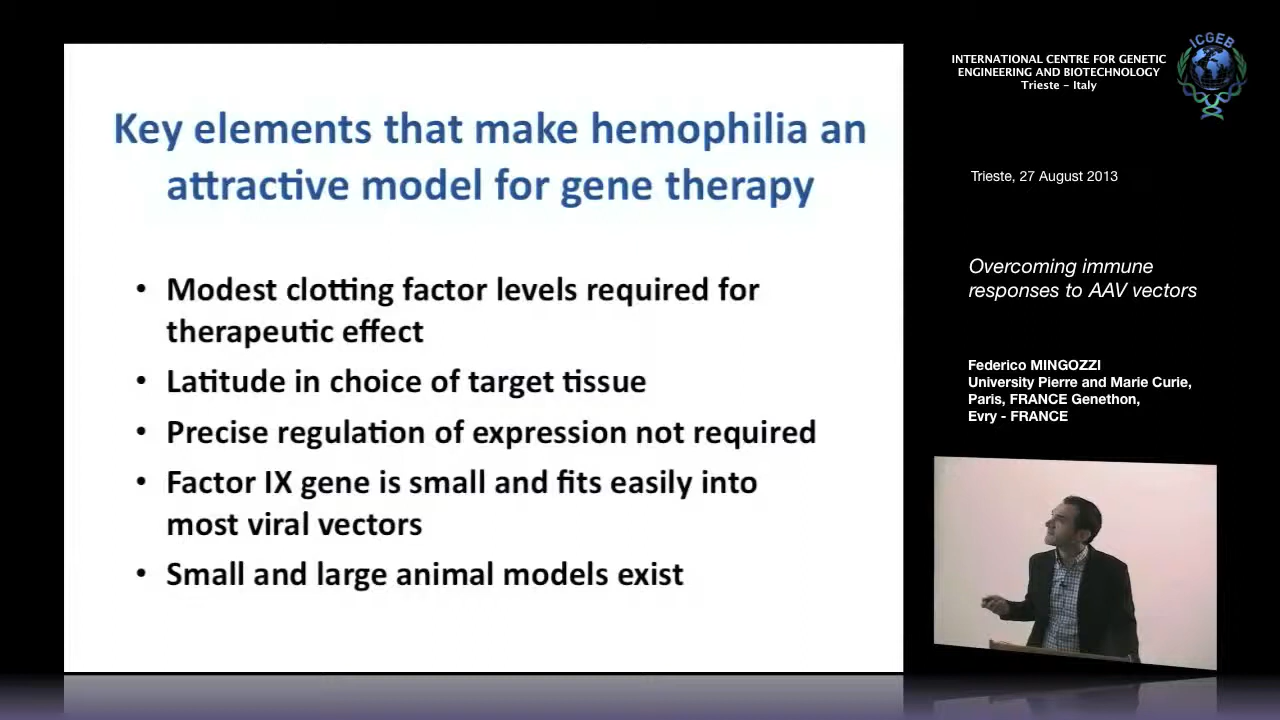 Key elements that make hemophilia an
attractive model for gene therapy
• Modest clotting factor levels required for
therapeutic effect
• Latitude in choice of target tissue
• Precise regulation of expression not required
• Factor IX gene is small and fits easily into
most viral vectors
• Small and large animal models exist
INTERNATIONAL CENTRE FOR GENETIC
ENGINEERING AND BIOTECHNOLOGY
Trieste – Italy
ICGEB
Trieste, 27 August 2013
Overcoming immune
responses to AAV vectors
Federico MINGOZZI
University Pierre and Marie Curie,
Paris, FRANCE Genethon,
Evry - FRANCE